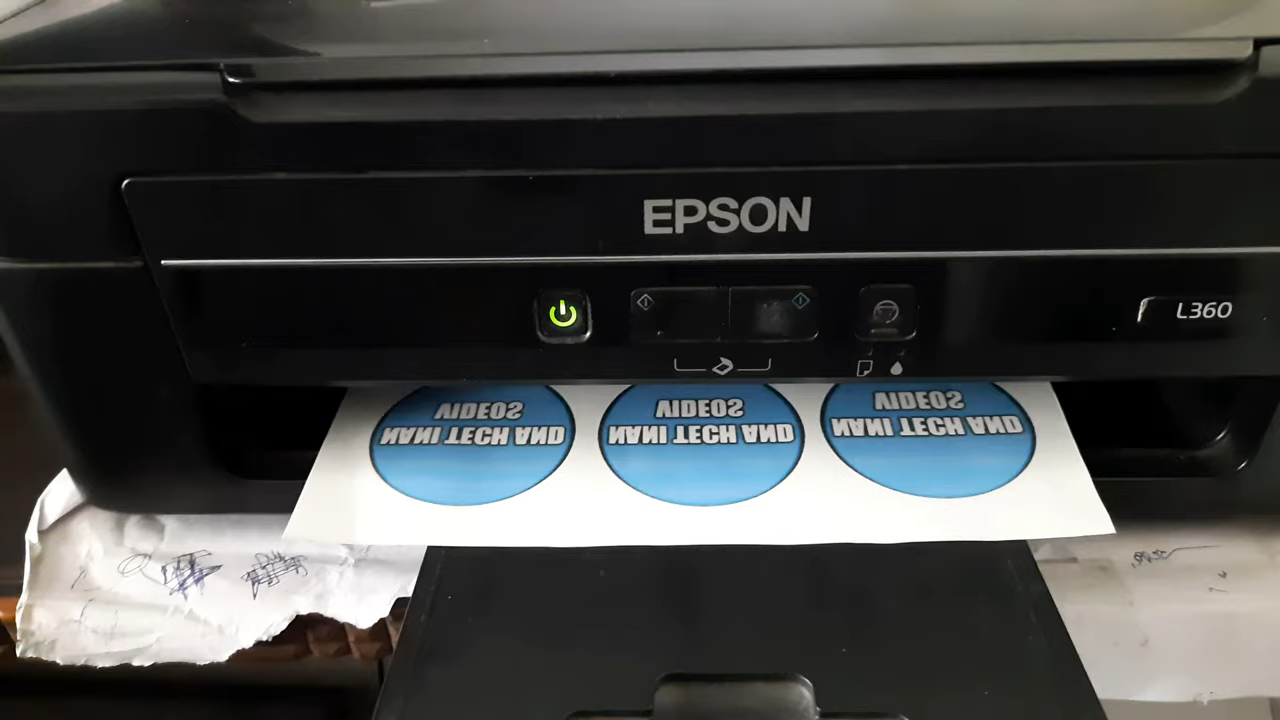 EPSON
L360
NANI TECH AND
VIDEOS
NANI TECH AND
VIDEOS
NANI TECH AND
VIDEOS